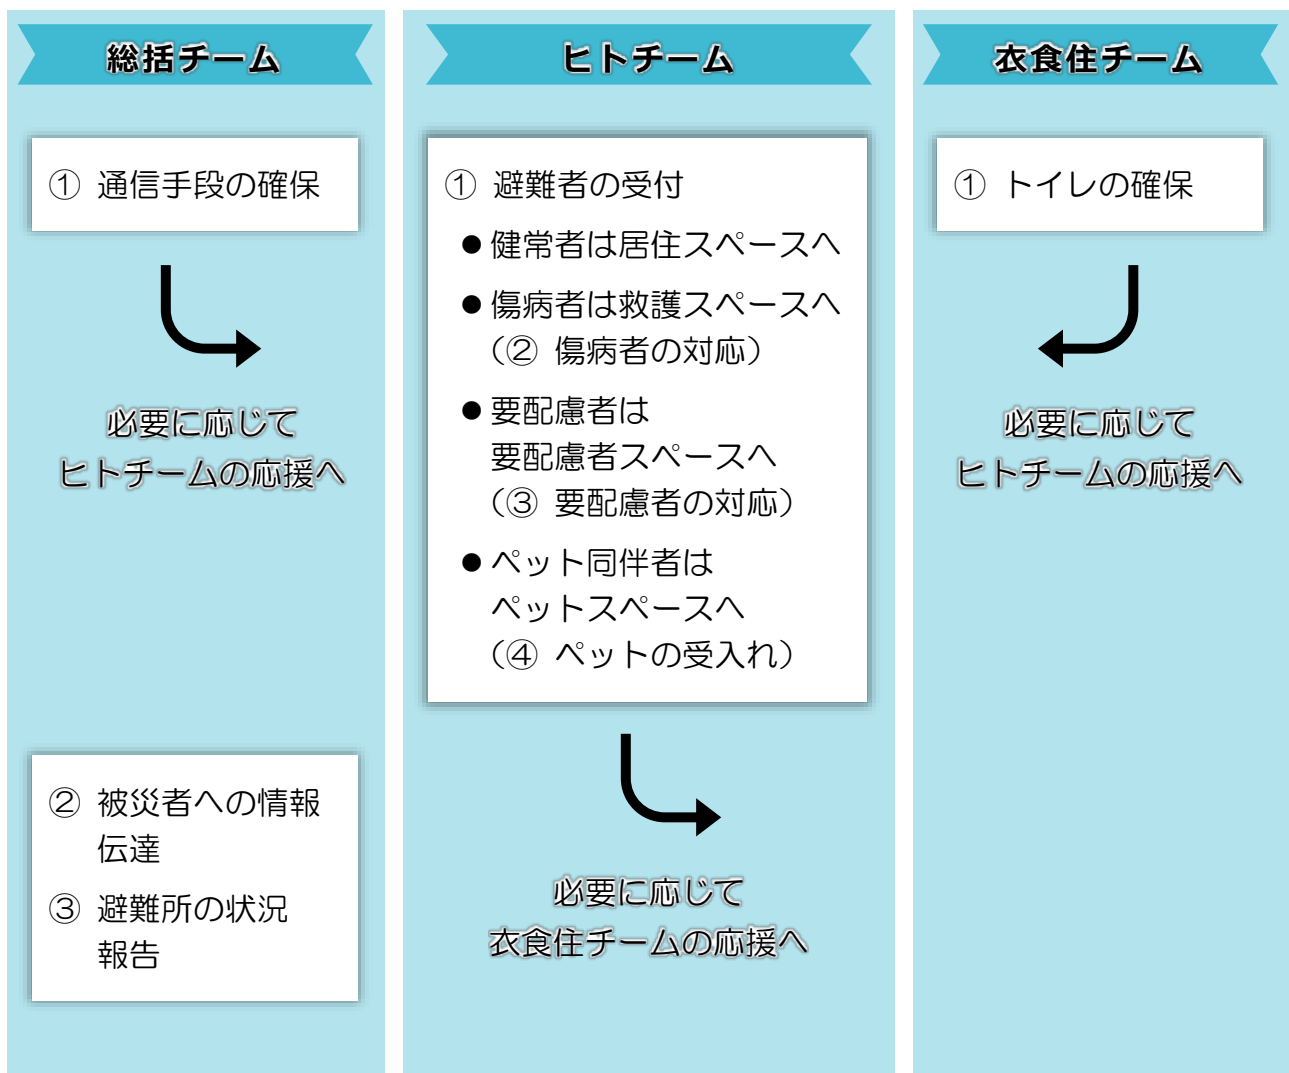 総括チーム
① 通信手段の確保
必要に応じて
ヒトチームの応援へ
② 被災者への情報
伝達
③ 避難所の状況
報告
ヒトチーム
① 避難者の受付
●健常者は居住スペースへ
●傷病者は救護スペースへ
（② 傷病者の対応）
●要配慮者は
要配慮者スペースへ
（③ 要配慮者の対応）
●ペット同伴者は
ペットスペースへ
（④ ペットの受入れ）
必要に応じて
衣食住チームの応援へ
衣食住チーム
① トイレの確保
必要に応じて
ヒトチームの応援へ